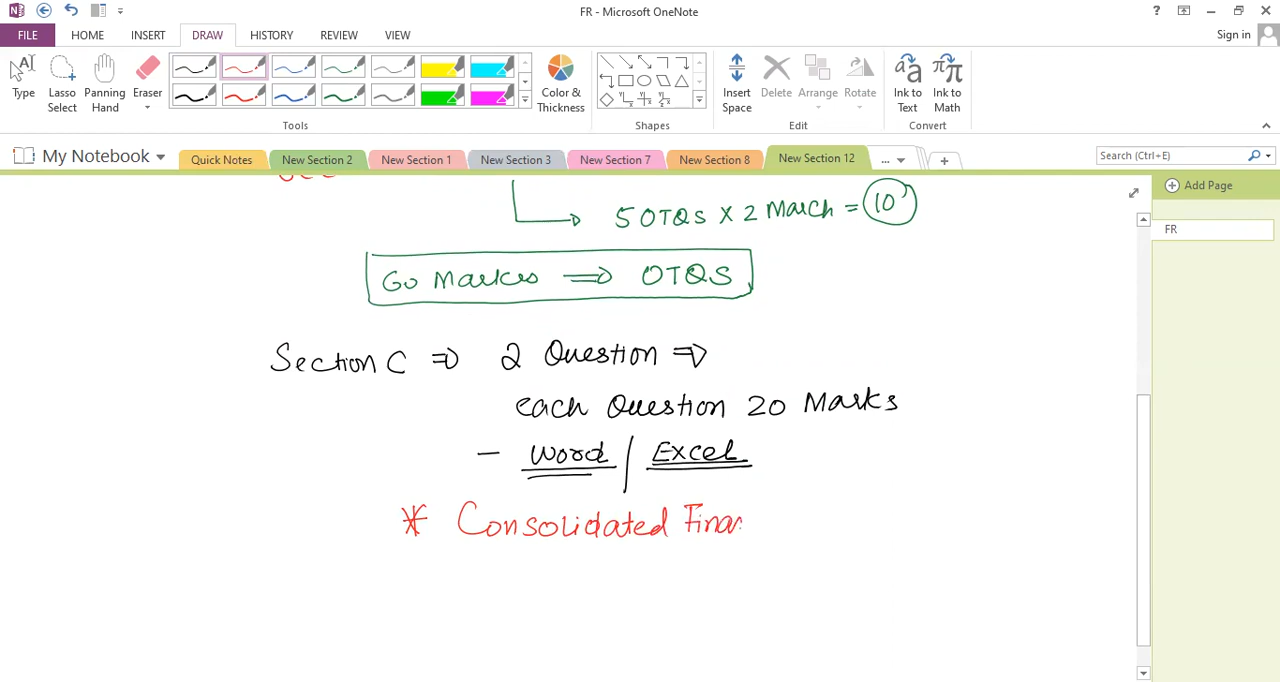 FR - Microsoft OneNote
FILE HOME INSERT DRAW HISTORY REVIEW VIEW
Sign in
Type
Lasso Select
Panning Hand
Eraser
Color & Thickness
Insert Space
Delete
Arrange
Rotate
Ink to Text
Ink to Math
Tools
Shapes
Edit
Convert
My Notebook
Quick Notes
New Section 2
New Section 1
New Section 3
New Section 7
New Section 8
New Section 12
...
Search (Ctrl+E)
Add Page
FR
5 OTQS X 2 March = 10
60 Markes ⇒ OTQS
Section C ⇒ 2 Question ⇒
each Question 20 Marks
- Word / Excel
* Consolidated Finan